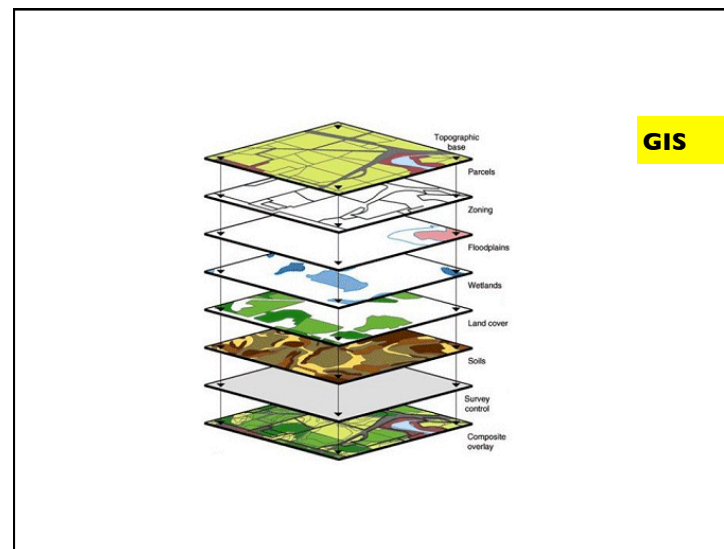 Topographic
base
GIS
Parcels
Zoning
Floodplains
Wetlands
Land cover
Soils
Survey
control
Composite
overlay